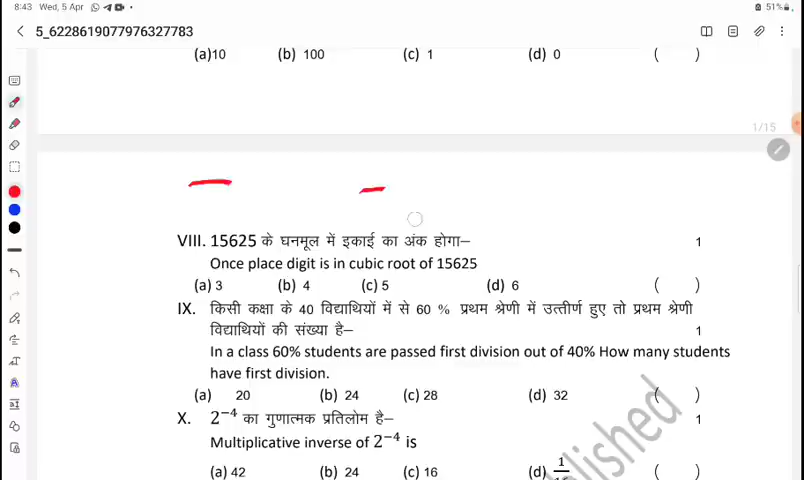 8:43 Wed, 5 Apr 51%
5_6228619077976327783
(a)10 (b) 100 (c) 1 (d) 0 ( )
1/15
VIII. 15625 के घनमूल में इकाई का अंक होगा– 1
Once place digit is in cubic root of 15625
(a) 3 (b) 4 (c) 5 (d) 6 ( )
IX. किसी कक्षा के 40 विद्याथियों में से 60 % प्रथम श्रेणी में उत्तीर्ण हुए तो प्रथम श्रेणी
विद्याथियों की संख्या है– 1
In a class 60% students are passed first division out of 40% How many students
have first division.
(a) 20 (b) 24 (c) 28 (d) 32 ( )
X. 2⁻⁴ का गुणात्मक प्रतिलोम है– 1
Multiplicative inverse of 2⁻⁴ is
(a) 42 (b) 24 (c) 16 (d) 1/16 ( )